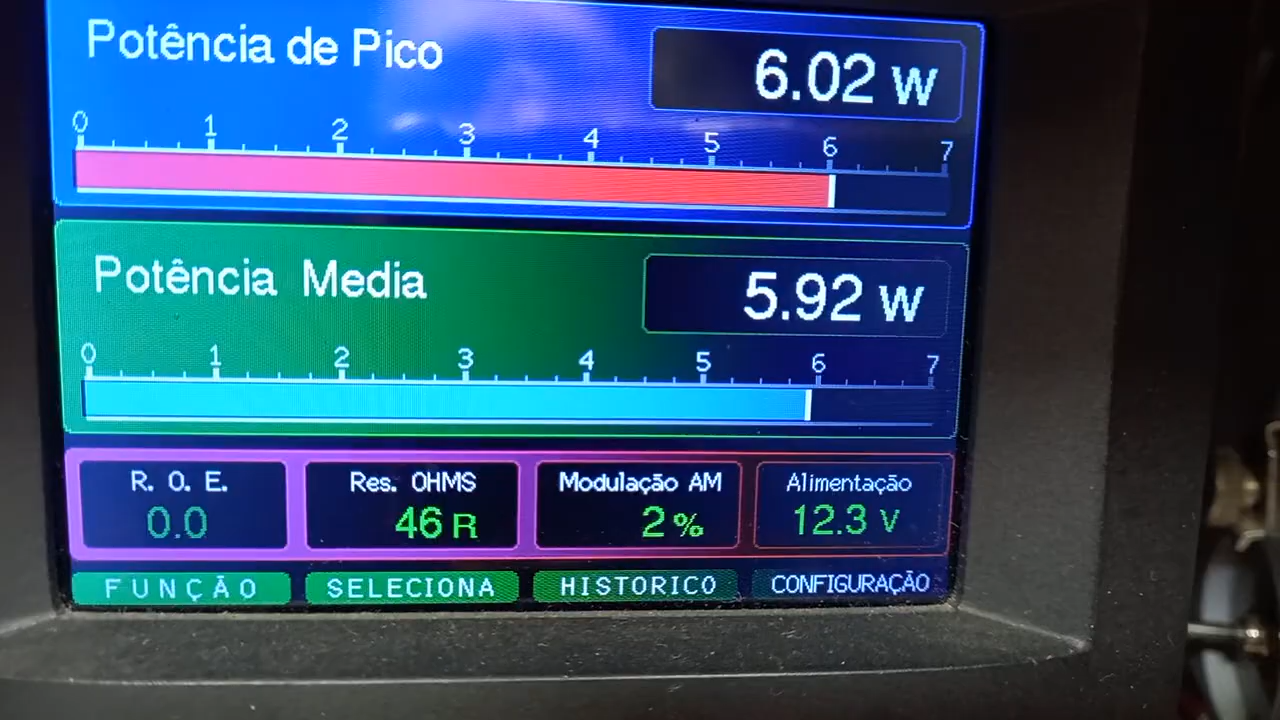 Potência de Pico
6.02 W
0 1 2 3 4 5 6 7
Potência Media
5.92 W
0 1 2 3 4 5 6 7
R. O. E. Res. OHMS Modulação AM Alimentação
0.0 46 R 2 % 12.3 V
FUNÇÃO SELECIONA HISTORICO CONFIGURAÇÃO